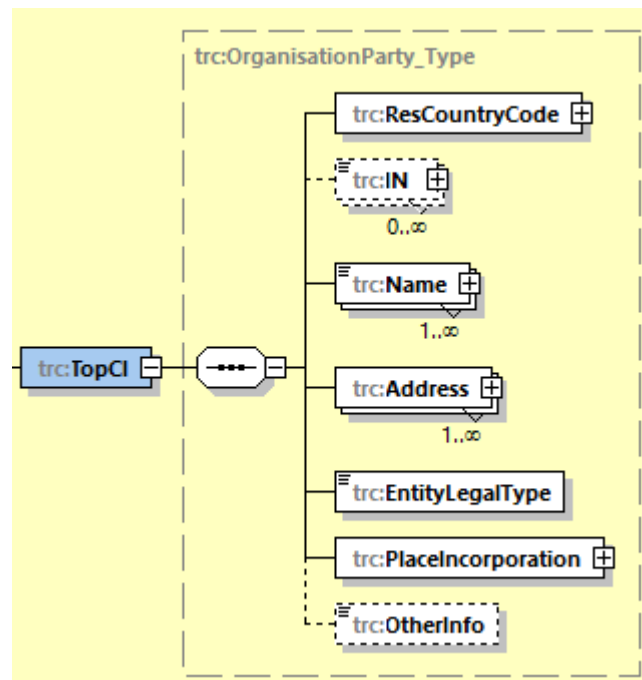 trc:OrganisationParty_Type
trc:ResCountryCode
trc:IN
0..∞
trc:Name
1..∞
trc:TopCI
trc:Address
1..∞
trc:EntityLegalType
trc:PlaceIncorporation
trc:OtherInfo